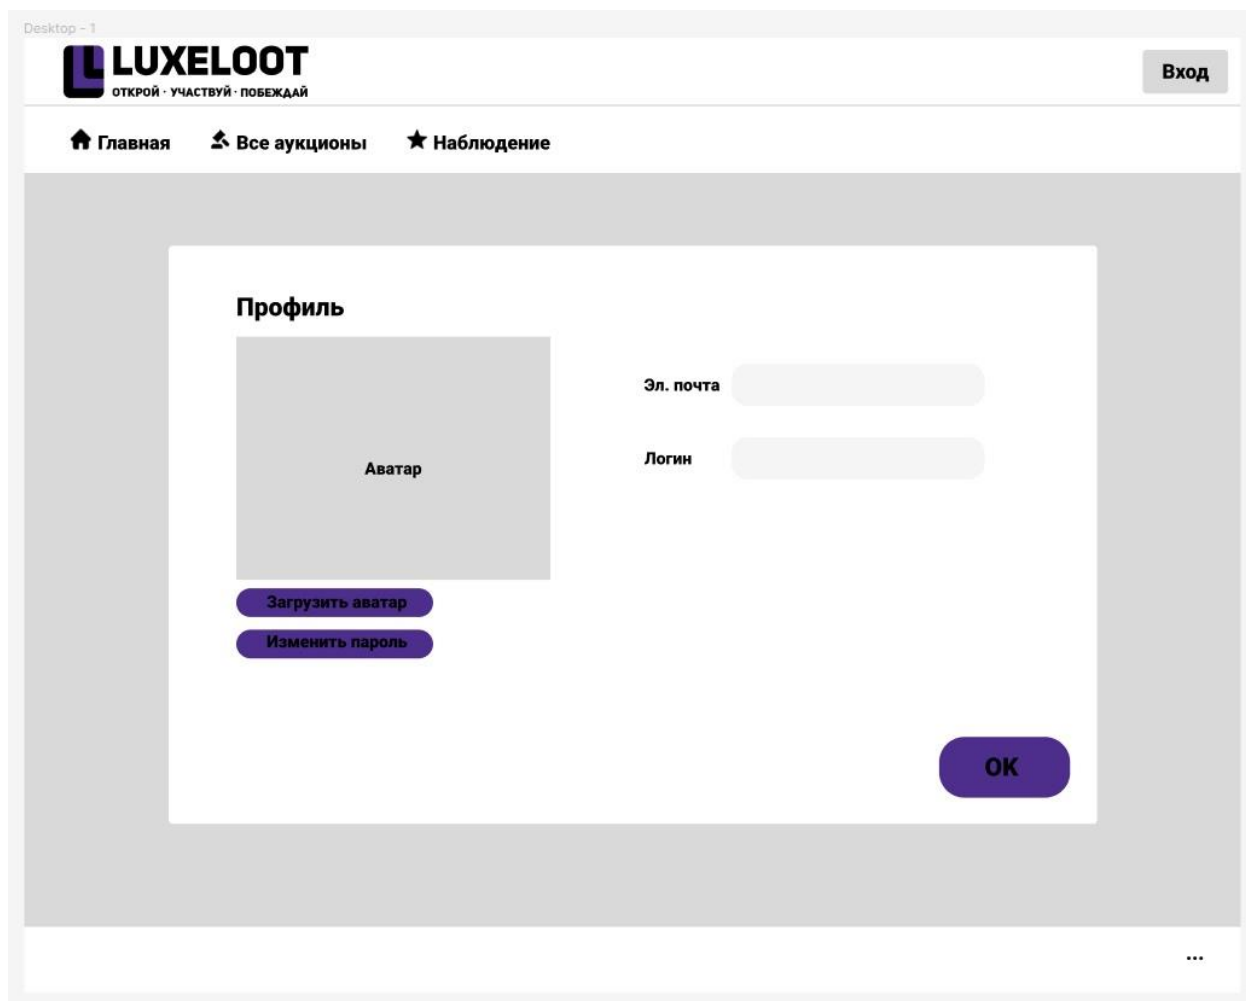 Desktop - 1
LUXELOOT
ОТКРОЙ · УЧАСТВУЙ · ПОБЕЖДАЙ
Вход
Главная Все аукционы Наблюдение
Профиль
Аватар
Эл. почта
Логин
Загрузить аватар
Изменить пароль
ОК
...